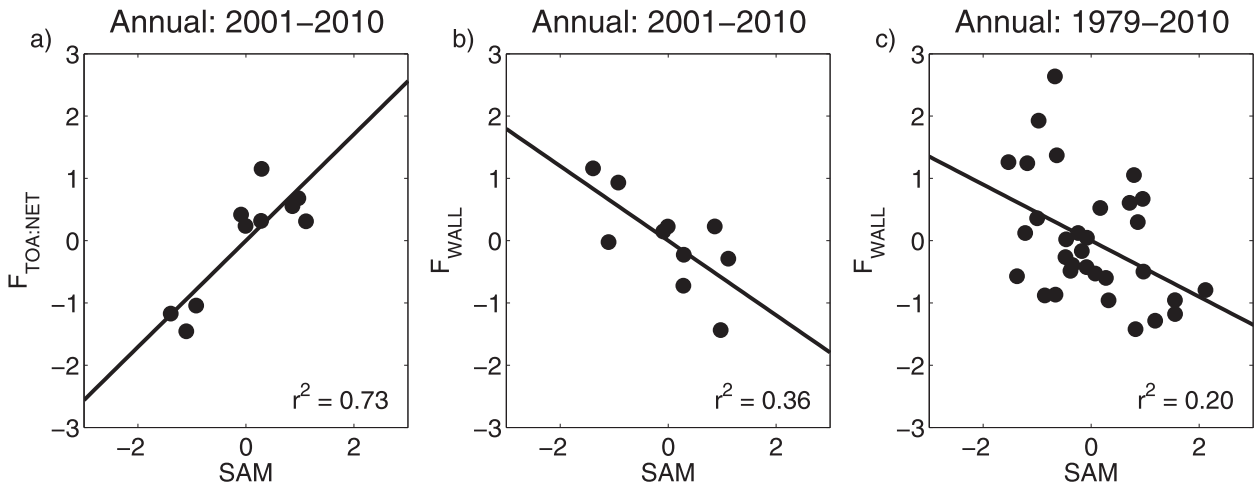 Annual: 2001−2010
a)
3
2
1
0
−1
−2
−3
F_TOA:NET
−2 0 2
SAM
r² = 0.73
Annual: 2001−2010
b)
3
2
1
0
−1
−2
−3
F_WALL
−2 0 2
SAM
r² = 0.36
Annual: 1979−2010
c)
3
2
1
0
−1
−2
−3
F_WALL
−2 0 2
SAM
r² = 0.20